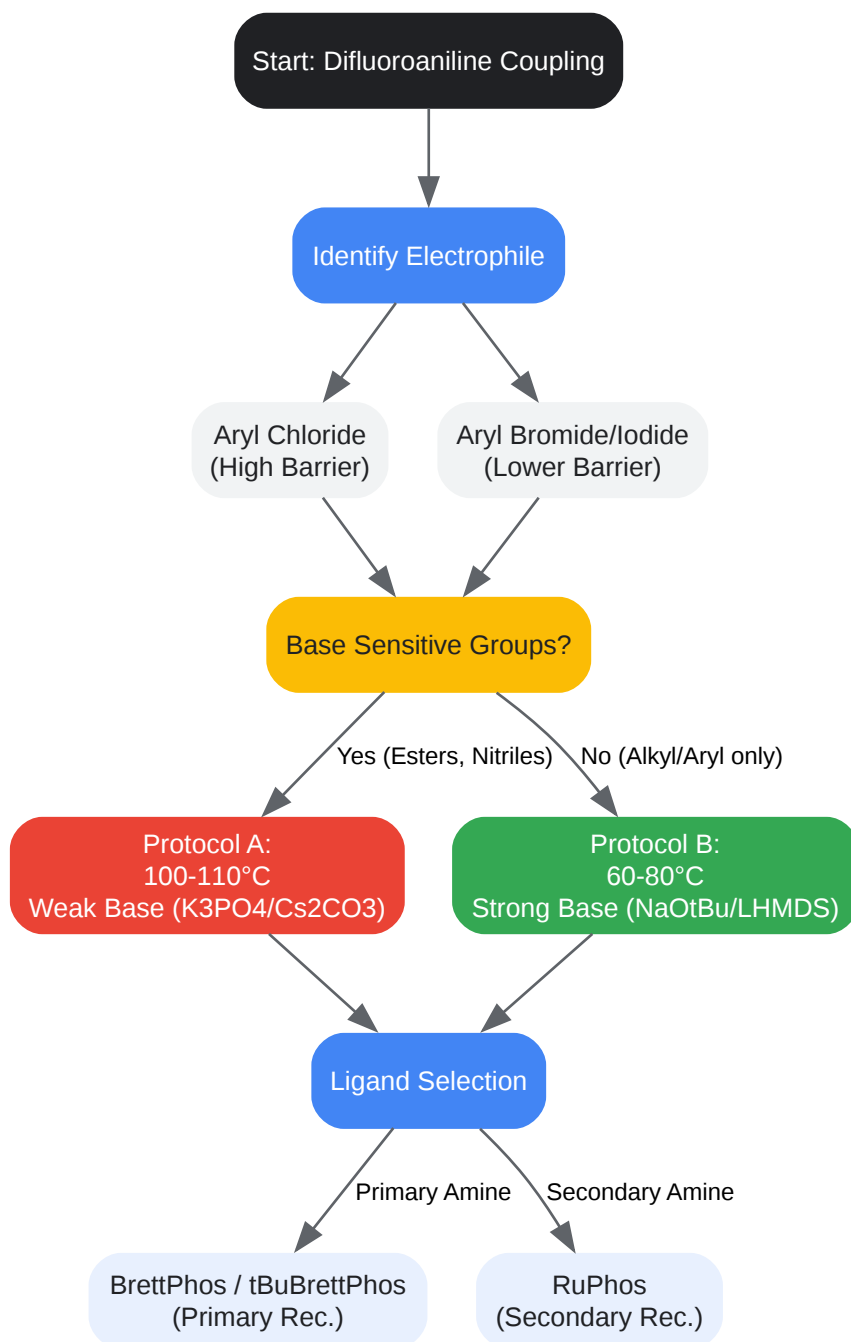 Start: Difluoroaniline Coupling
Identify Electrophile
Aryl Chloride
(High Barrier)
Aryl Bromide/Iodide
(Lower Barrier)
Base Sensitive Groups?
Yes (Esters, Nitriles)
No (Alkyl/Aryl only)
Protocol A:
100-110°C
Weak Base (K3PO4/Cs2CO3)
Protocol B:
60-80°C
Strong Base (NaOtBu/LHMDS)
Ligand Selection
Primary Amine
Secondary Amine
BrettPhos / tBuBrettPhos
(Primary Rec.)
RuPhos
(Secondary Rec.)